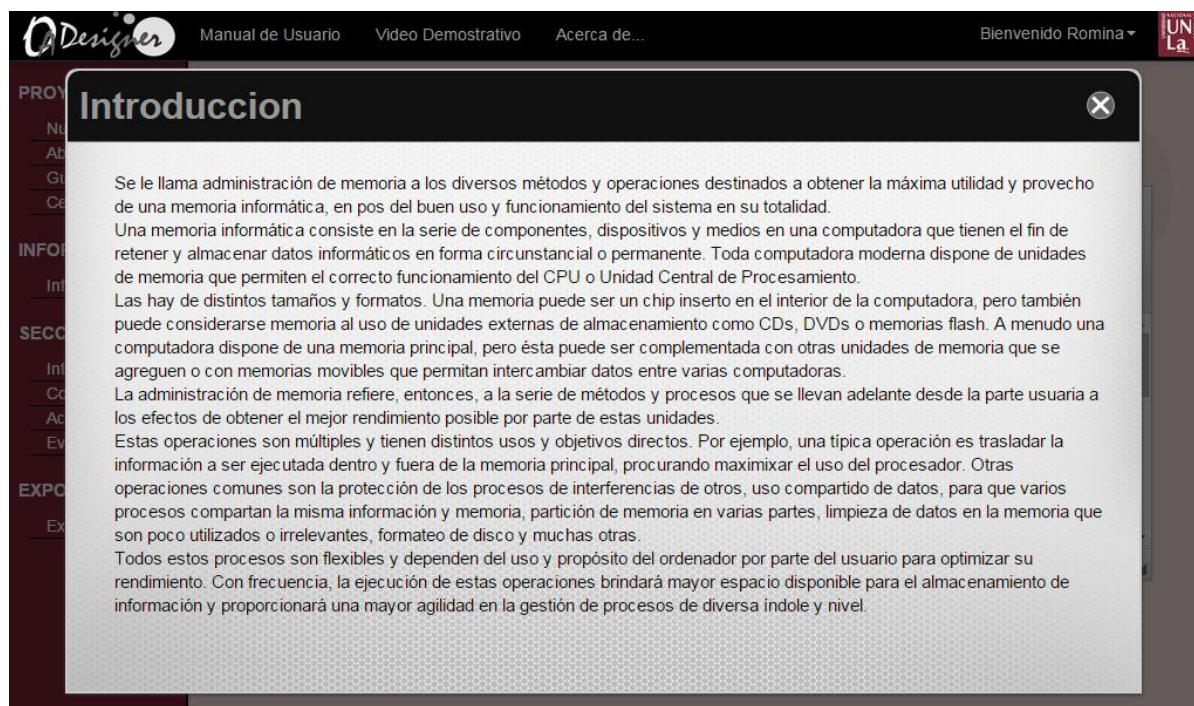 OADesigner Manual de Usuario Video Demostrativo Acerca de... Bienvenido Romina
UNLa
Introduccion
Se le llama administración de memoria a los diversos métodos y operaciones destinados a obtener la máxima utilidad y provecho
de una memoria informática, en pos del buen uso y funcionamiento del sistema en su totalidad.
Una memoria informática consiste en la serie de componentes, dispositivos y medios en una computadora que tienen el fin de
retener y almacenar datos informáticos en forma circunstancial o permanente. Toda computadora moderna dispone de unidades
de memoria que permiten el correcto funcionamiento del CPU o Unidad Central de Procesamiento.
Las hay de distintos tamaños y formatos. Una memoria puede ser un chip inserto en el interior de la computadora, pero también
puede considerarse memoria al uso de unidades externas de almacenamiento como CDs, DVDs o memorias flash. A menudo una
computadora dispone de una memoria principal, pero ésta puede ser complementada con otras unidades de memoria que se
agreguen o con memorias movibles que permitan intercambiar datos entre varias computadoras.
La administración de memoria refiere, entonces, a la serie de métodos y procesos que se llevan adelante desde la parte usuaria a
los efectos de obtener el mejor rendimiento posible por parte de estas unidades.
Estas operaciones son múltiples y tienen distintos usos y objetivos directos. Por ejemplo, una típica operación es trasladar la
información a ser ejecutada dentro y fuera de la memoria principal, procurando maximixar el uso del procesador. Otras
operaciones comunes son la protección de los procesos de interferencias de otros, uso compartido de datos, para que varios
procesos compartan la misma información y memoria, partición de memoria en varias partes, limpieza de datos en la memoria que
son poco utilizados o irrelevantes, formateo de disco y muchas otras.
Todos estos procesos son flexibles y dependen del uso y propósito del ordenador por parte del usuario para optimizar su
rendimiento. Con frecuencia, la ejecución de estas operaciones brindará mayor espacio disponible para el almacenamiento de
información y proporcionará una mayor agilidad en la gestión de procesos de diversa índole y nivel.